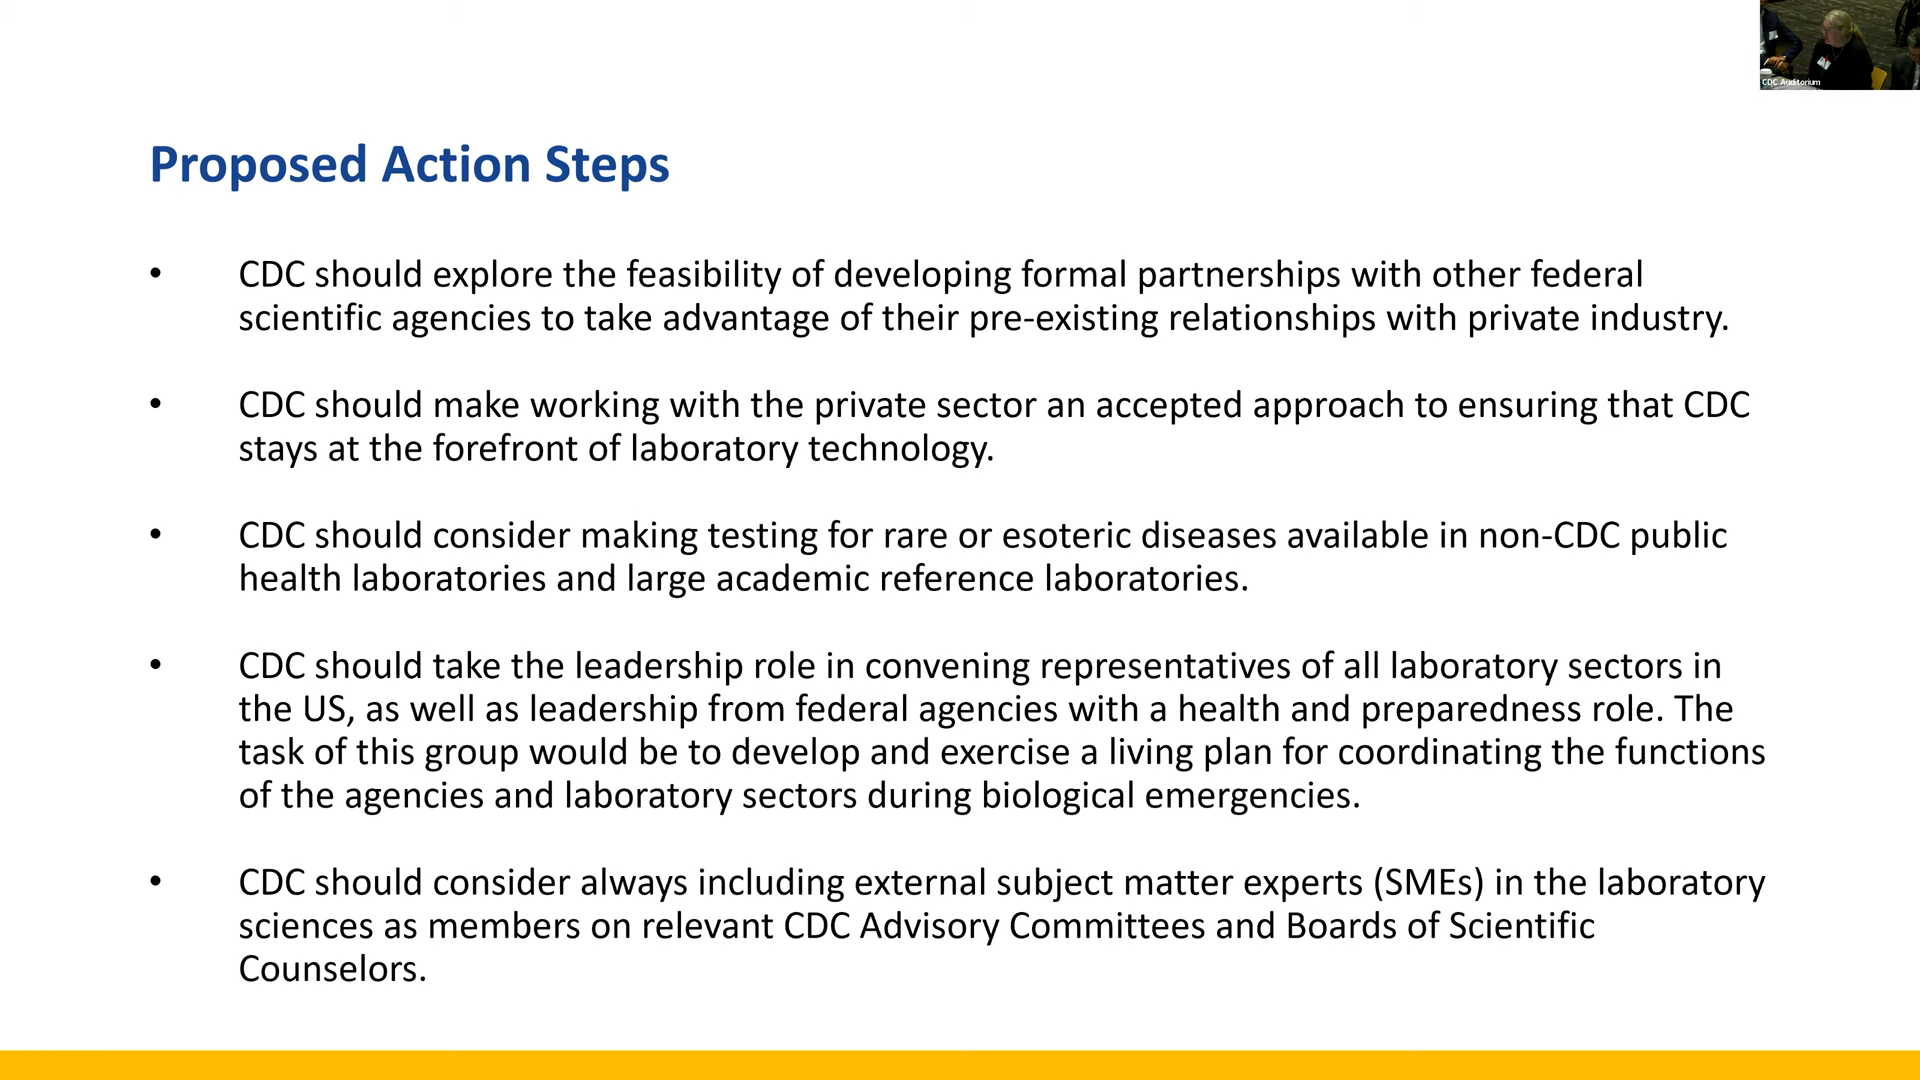 CDC Auditorium
Proposed Action Steps
• CDC should explore the feasibility of developing formal partnerships with other federal
scientific agencies to take advantage of their pre-existing relationships with private industry.
• CDC should make working with the private sector an accepted approach to ensuring that CDC
stays at the forefront of laboratory technology.
• CDC should consider making testing for rare or esoteric diseases available in non-CDC public
health laboratories and large academic reference laboratories.
• CDC should take the leadership role in convening representatives of all laboratory sectors in
the US, as well as leadership from federal agencies with a health and preparedness role. The
task of this group would be to develop and exercise a living plan for coordinating the functions
of the agencies and laboratory sectors during biological emergencies.
• CDC should consider always including external subject matter experts (SMEs) in the laboratory
sciences as members on relevant CDC Advisory Committees and Boards of Scientific
Counselors.